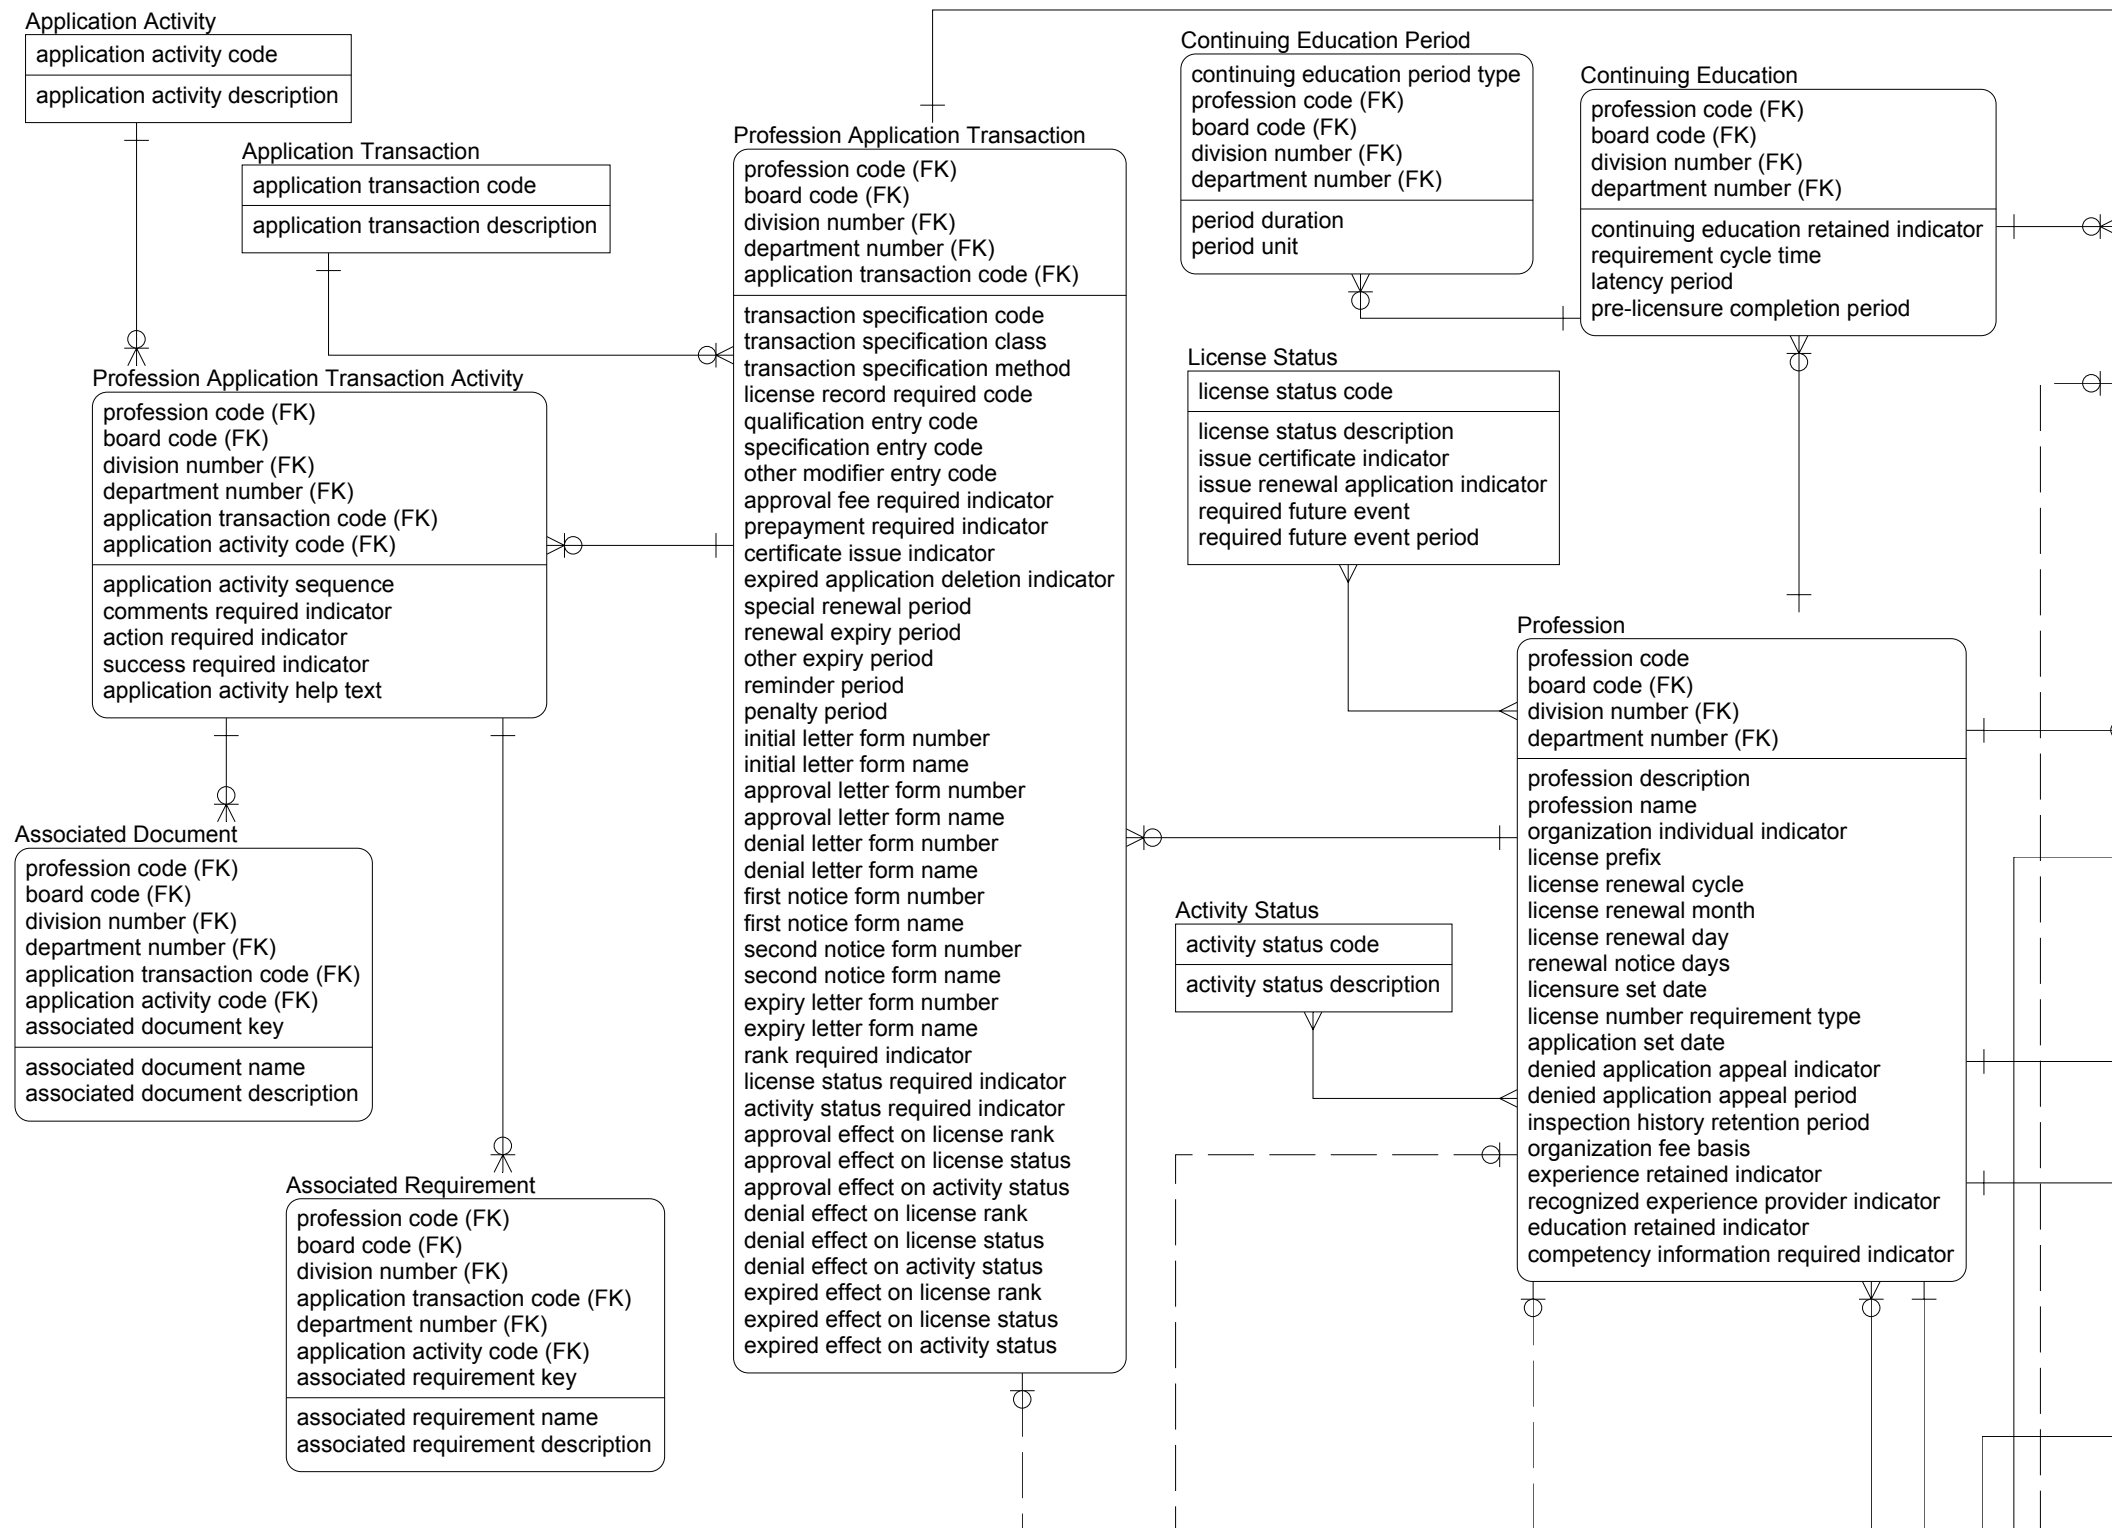 Application Activity
application activity code
application activity description
Application Transaction
application transaction code
application transaction description
Profession Application Transaction Activity
profession code (FK)
board code (FK)
division number (FK)
department number (FK)
application transaction code (FK)
application activity code (FK)
application activity sequence
comments required indicator
action required indicator
success required indicator
application activity help text
Associated Document
profession code (FK)
board code (FK)
division number (FK)
department number (FK)
application transaction code (FK)
application activity code (FK)
associated document key
associated document name
associated document description
Associated Requirement
profession code (FK)
board code (FK)
division number (FK)
application transaction code (FK)
department number (FK)
application activity code (FK)
associated requirement key
associated requirement name
associated requirement description
Profession Application Transaction
profession code (FK)
board code (FK)
division number (FK)
department number (FK)
application transaction code (FK)
transaction specification code
transaction specification class
transaction specification method
license record required code
qualification entry code
specification entry code
other modifier entry code
approval fee required indicator
prepayment required indicator
certificate issue indicator
expired application deletion indicator
special renewal period
renewal expiry period
other expiry period
reminder period
penalty period
initial letter form number
initial letter form name
approval letter form number
approval letter form name
denial letter form number
denial letter form name
first notice form number
first notice form name
second notice form number
second notice form name
expiry letter form number
expiry letter form name
rank required indicator
license status required indicator
activity status required indicator
approval effect on license rank
approval effect on license status
approval effect on activity status
denial effect on license rank
denial effect on license status
denial effect on activity status
expired effect on license rank
expired effect on license status
expired effect on activity status
Continuing Education Period
continuing education period type
profession code (FK)
board code (FK)
division number (FK)
department number (FK)
period duration
period unit
Continuing Education
profession code (FK)
board code (FK)
division number (FK)
department number (FK)
continuing education retained indicator
requirement cycle time
latency period
pre-licensure completion period
License Status
license status code
license status description
issue certificate indicator
issue renewal application indicator
required future event
required future event period
Activity Status
activity status code
activity status description
Profession
profession code
board code (FK)
division number (FK)
department number (FK)
profession description
profession name
organization individual indicator
license prefix
license renewal cycle
license renewal month
license renewal day
renewal notice days
licensure set date
license number requirement type
application set date
denied application appeal indicator
denied application appeal period
inspection history retention period
organization fee basis
experience retained indicator
recognized experience provider indicator
education retained indicator
competency information required indicator